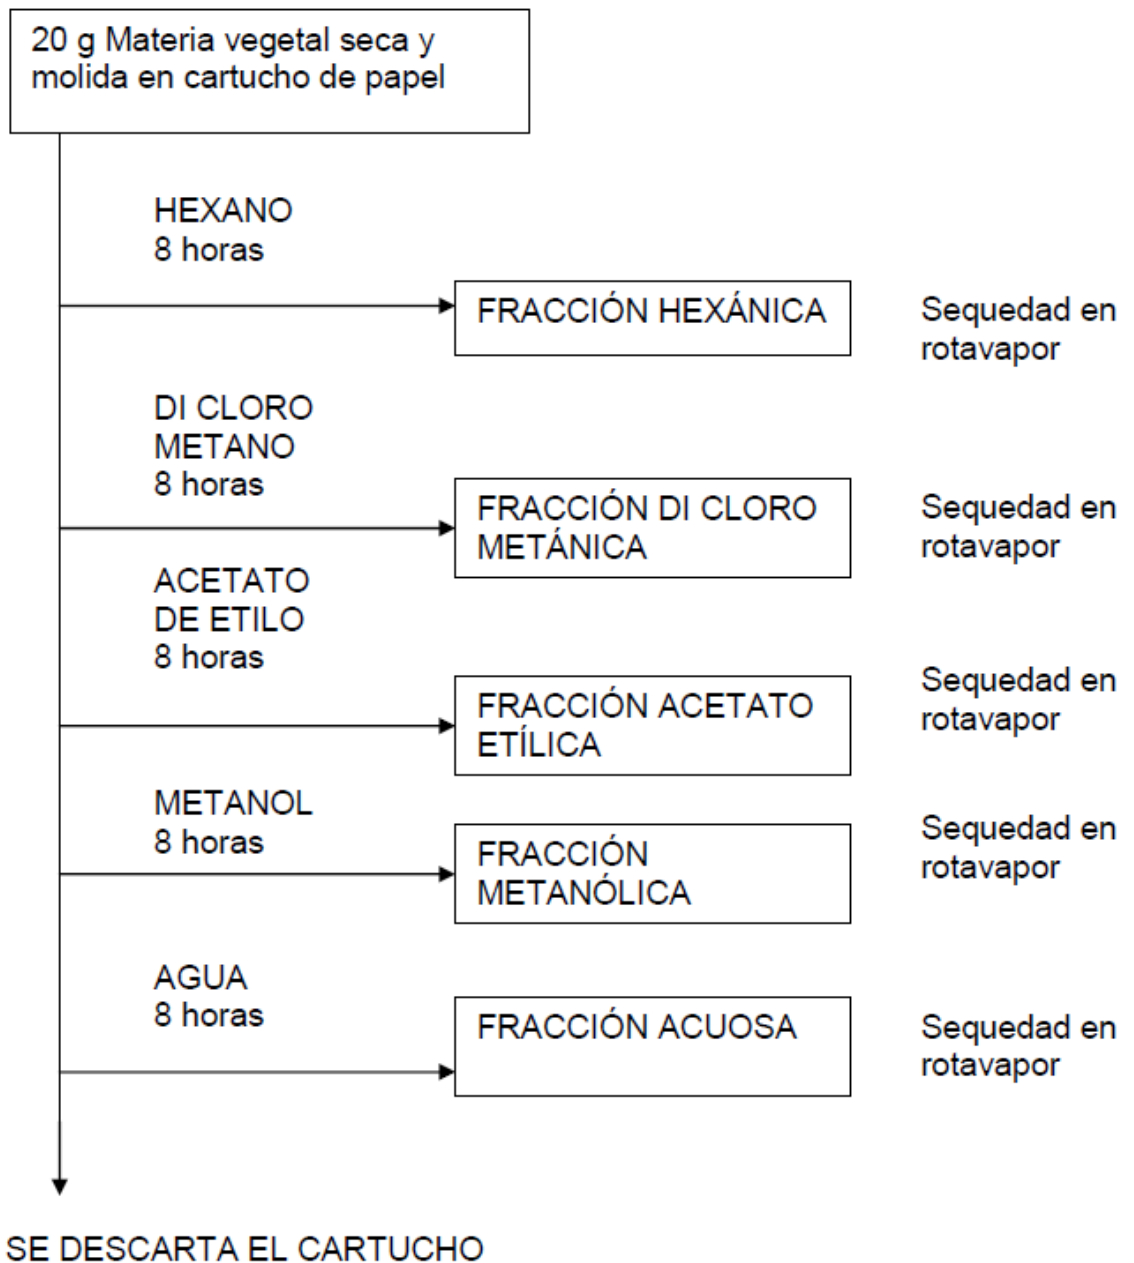 20 g Materia vegetal seca y
molida en cartucho de papel
HEXANO
8 horas
FRACCIÓN HEXÁNICA
Sequedad en
rotavapor
DI CLORO
METANO
8 horas
FRACCIÓN DI CLORO
METÁNICA
Sequedad en
rotavapor
ACETATO
DE ETILO
8 horas
FRACCIÓN ACETATO
ETÍLICA
Sequedad en
rotavapor
METANOL
8 horas
FRACCIÓN
METANÓLICA
Sequedad en
rotavapor
AGUA
8 horas
FRACCIÓN ACUOSA
Sequedad en
rotavapor
SE DESCARTA EL CARTUCHO